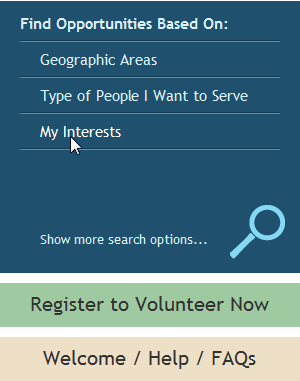 Find Opportunities Based On:
Geographic Areas
Type of People I Want to Serve
My Interests
Show more search options...
Register to Volunteer Now
Welcome / Help / FAQs